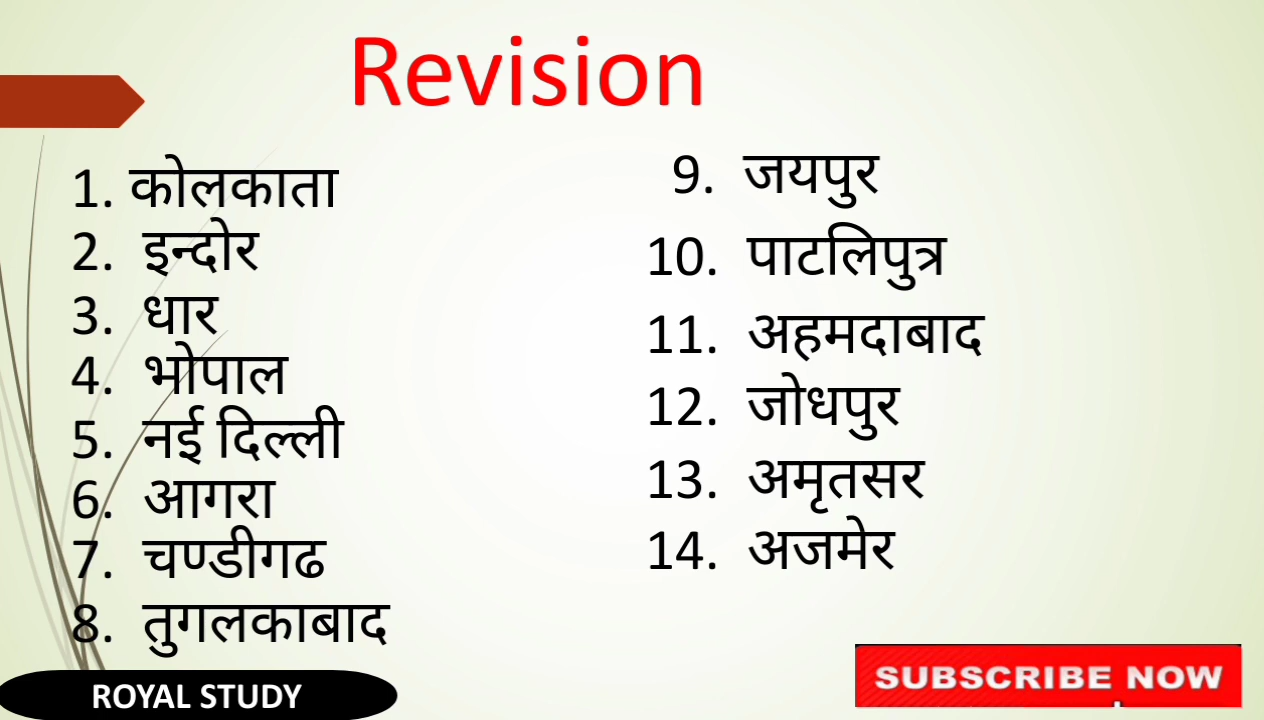 Revision
1. कोलकाता
2. इन्दोर
3. धार
4. भोपाल
5. नई दिल्ली
6. आगरा
7. चण्डीगढ
8. तुगलकाबाद
9. जयपुर
10. पाटलिपुत्र
11. अहमदाबाद
12. जोधपुर
13. अमृतसर
14. अजमेर
ROYAL STUDY
SUBSCRIBE NOW